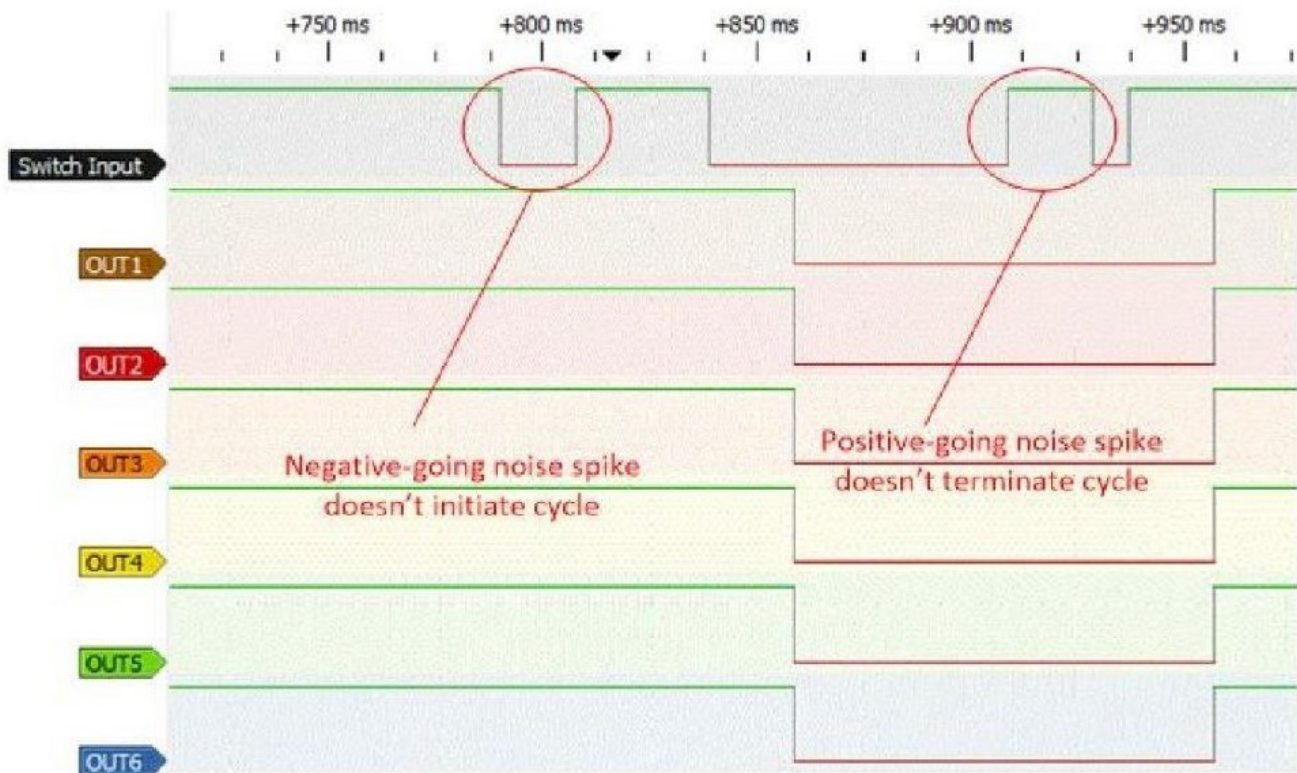 +750 ms +800 ms +850 ms +900 ms +950 ms
Switch Input
OUT1
OUT2
OUT3
Negative-going noise spike
doesn't initiate cycle
Positive-going noise spike
doesn't terminate cycle
OUT4
OUT5
OUT6